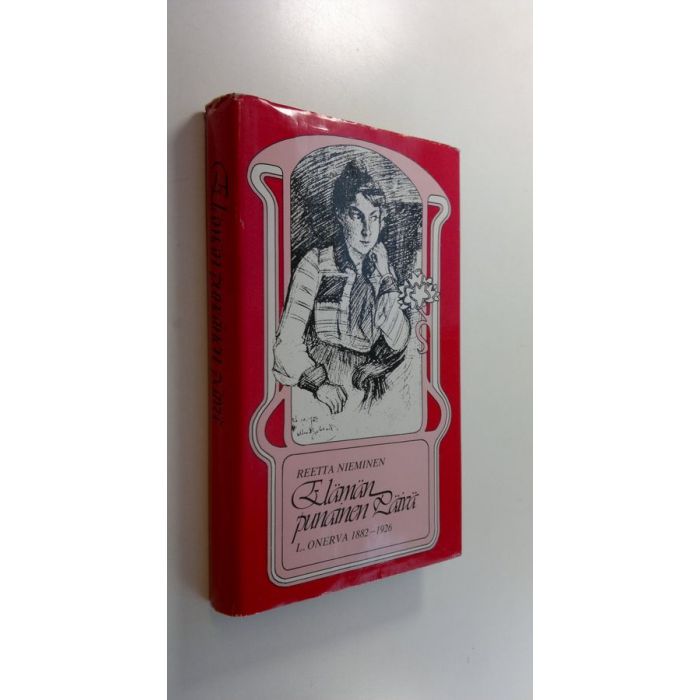 Elämän punainen Päivä
REETTA NIEMINEN
Elämän
punainen Päivä
L. ONERVA 1882–1926